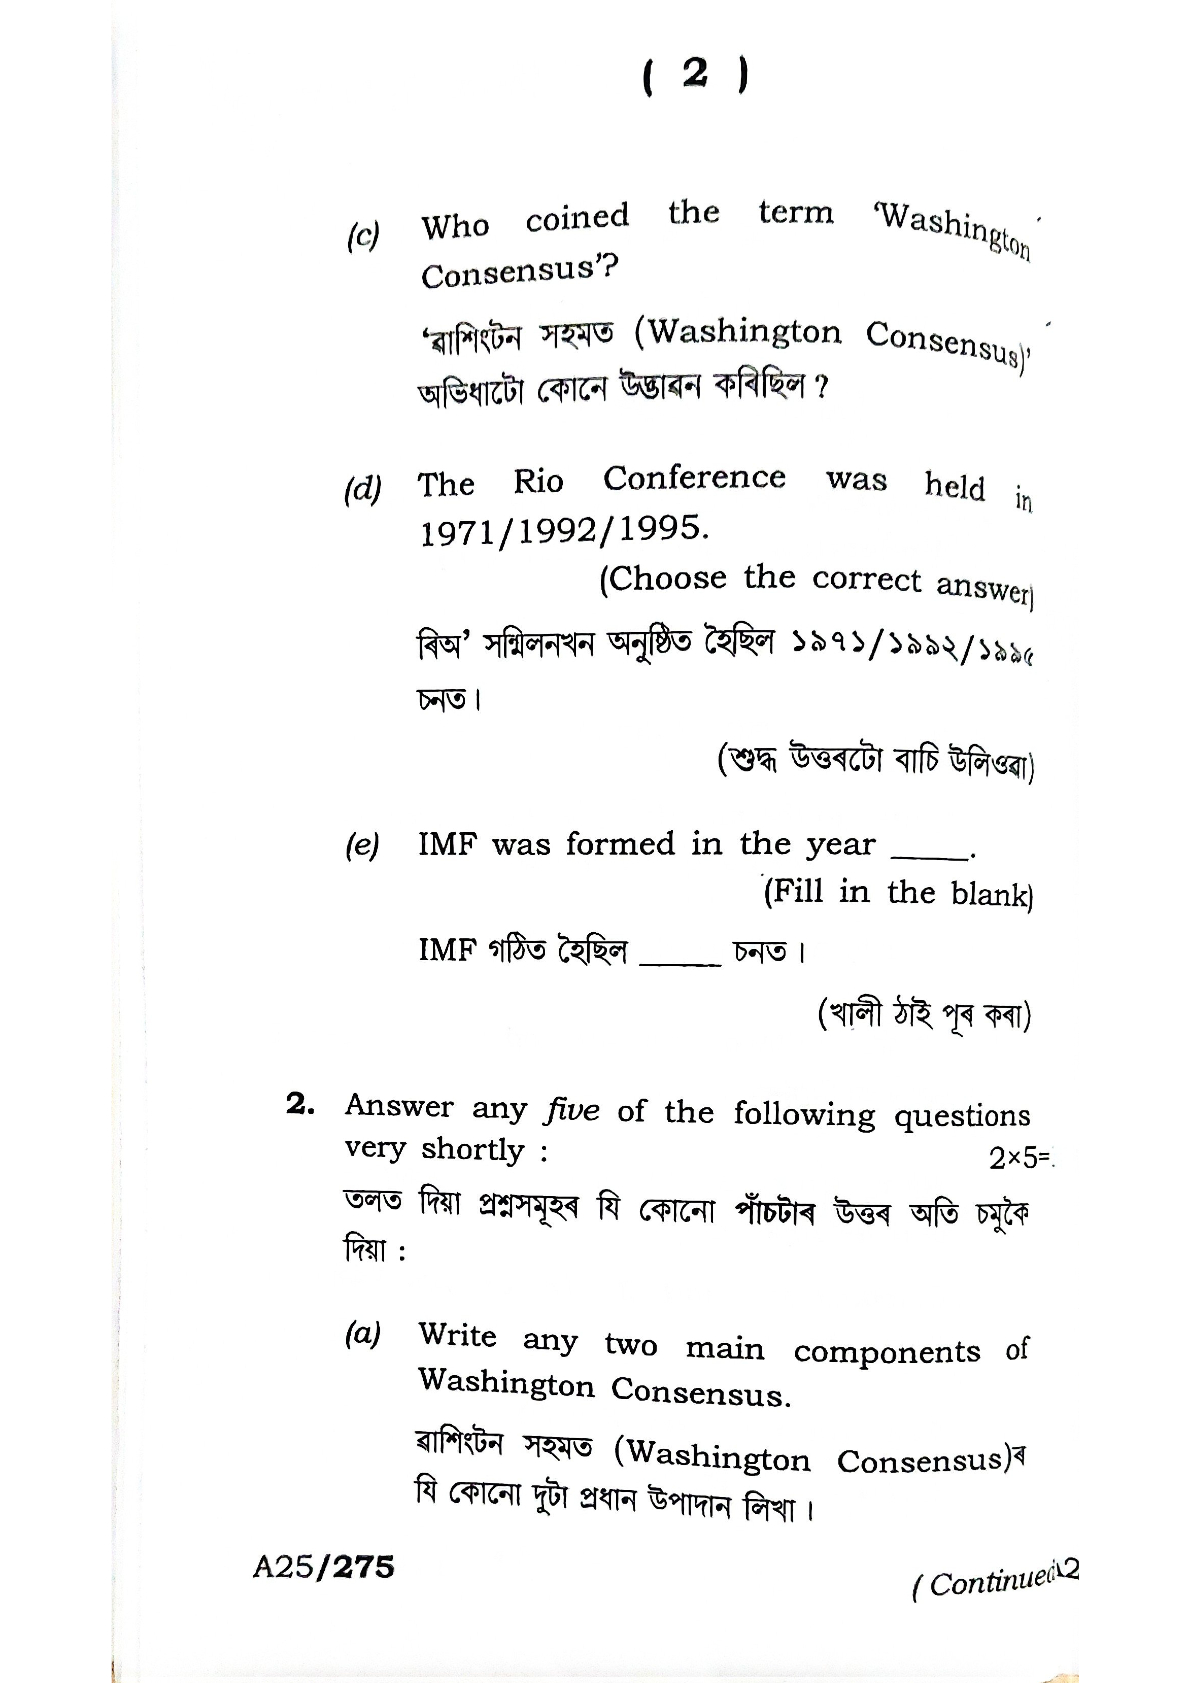 ( 2 )
(c) Who coined the term ‘Washington
Consensus’?
‘ৱাশিংটন সহমত (Washington Consensus)’
অভিধাটো কোনে উদ্ভাৱন কৰিছিল ?
(d) The Rio Conference was held in
1971/1992/1995.
(Choose the correct answer)
ৰিঅ’ সন্মিলনখন অনুষ্ঠিত হৈছিল ১৯৭১/১৯৯২/১৯৯৫
চনত।
(শুদ্ধ উত্তৰটো বাচি উলিওৱা)
(e) IMF was formed in the year _____.
(Fill in the blank)
IMF গঠিত হৈছিল _____ চনত।
(খালী ঠাই পূৰ কৰা)
2. Answer any five of the following questions
very shortly : 2×5=
তলত দিয়া প্ৰশ্নসমূহৰ যি কোনো পাঁচটাৰ উত্তৰ অতি চমুকৈ
দিয়া :
(a) Write any two main components of
Washington Consensus.
ৱাশিংটন সহমত (Washington Consensus)ৰ
যি কোনো দুটা প্ৰধান উপাদান লিখা।
A25/275
( Continued